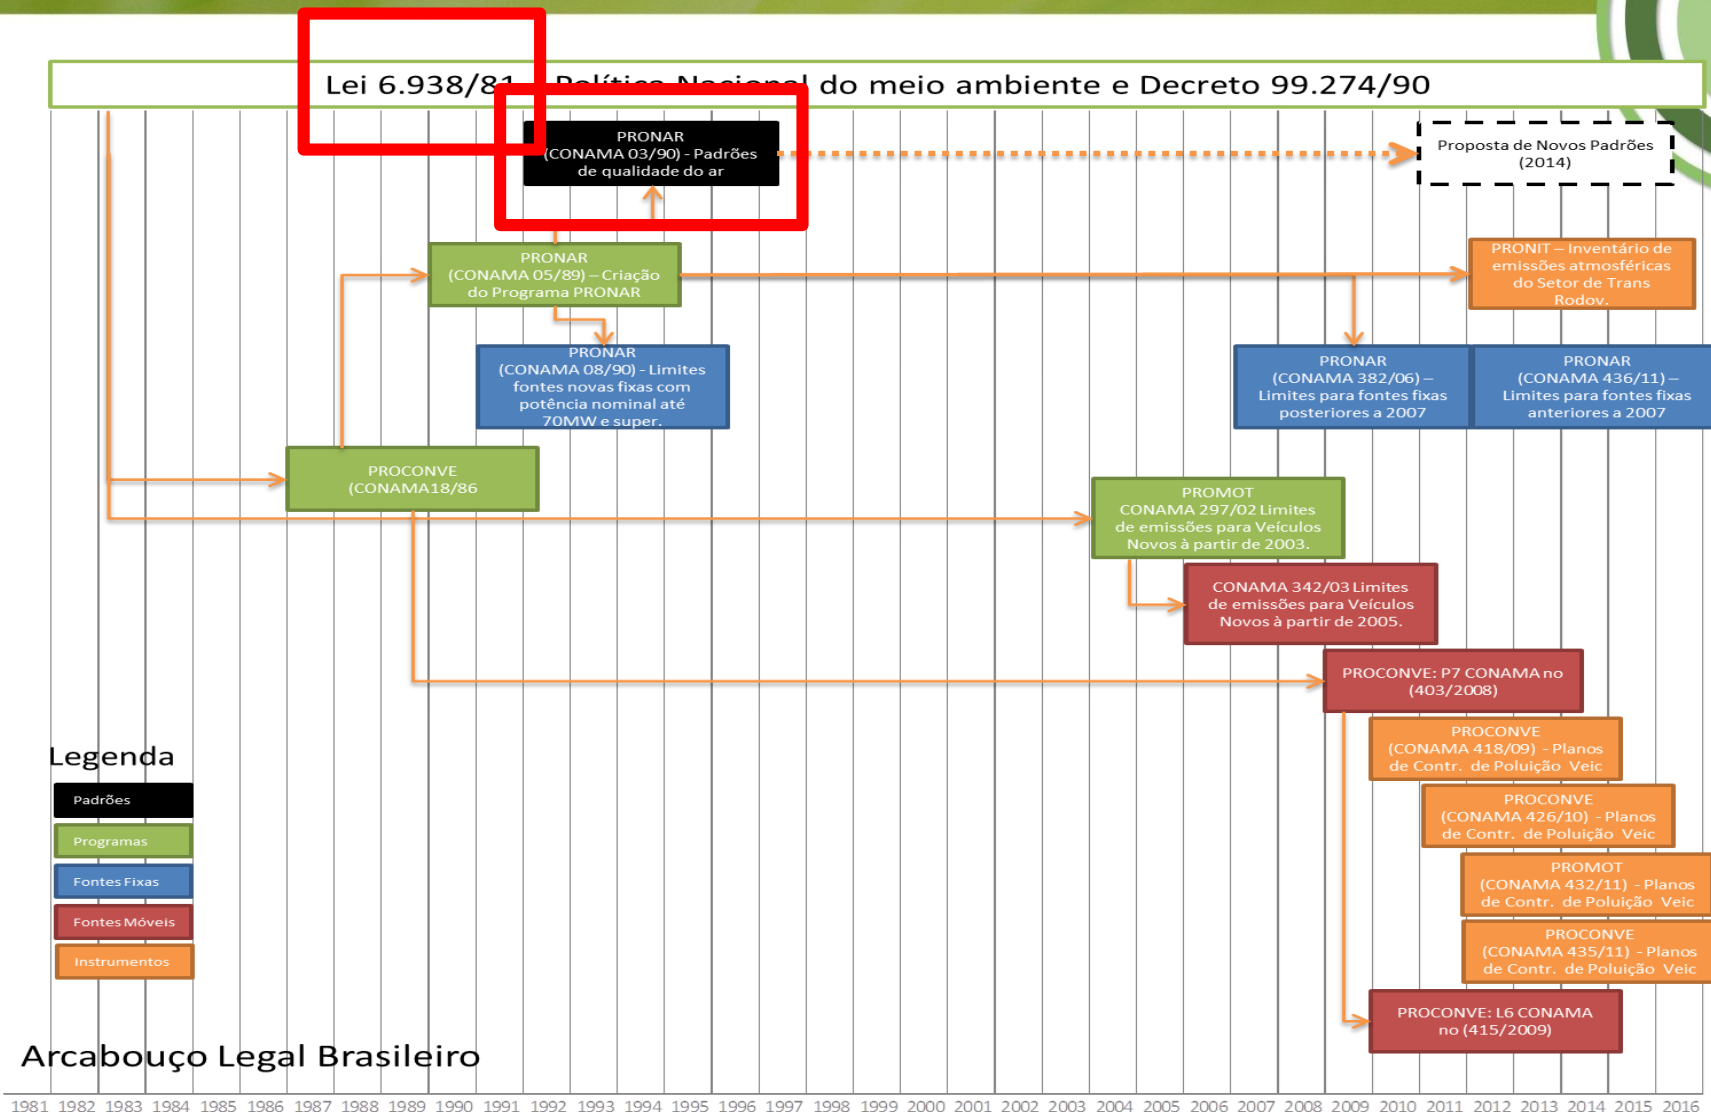 Lei 6.938/81 - Política Nacional do meio ambiente e Decreto 99.274/90
PRONAR
(CONAMA 03/90) - Padrões
de qualidade do ar
Proposta de Novos Padrões
(2014)
PRONAR
(CONAMA 05/89) – Criação
do Programa PRONAR
PRONIT – Inventário de
emissões atmosféricas
do Setor de Trans
Rodov.
PRONAR
(CONAMA 08/90) - Limites
fontes novas fixas com
potência nominal até
70MW e super.
PRONAR
(CONAMA 382/06) –
Limites para fontes fixas
posteriores a 2007
PRONAR
(CONAMA 436/11) –
Limites para fontes fixas
anteriores a 2007
PROCONVE
(CONAMA18/86
PROMOT
CONAMA 297/02 Limites
de emissões para Veículos
Novos à partir de 2003.
CONAMA 342/03 Limites
de emissões para Veículos
Novos à partir de 2005.
PROCONVE: P7 CONAMA no
(403/2008)
PROCONVE
(CONAMA 418/09) - Planos
de Contr. de Poluição Veic
PROCONVE
(CONAMA 426/10) - Planos
de Contr. de Poluição Veic
PROMOT
(CONAMA 432/11) - Planos
de Contr. de Poluição Veic
PROCONVE
(CONAMA 435/11) - Planos
de Contr. de Poluição Veic
PROCONVE: L6 CONAMA
no (415/2009)
Legenda
Padrões
Programas
Fontes Fixas
Fontes Móveis
Instrumentos
Arcabouço Legal Brasileiro
1981 1982 1983 1984 1985 1986 1987 1988 1989 1990 1991 1992 1993 1994 1995 1996 1997 1998 1999 2000 2001 2002 2003 2004 2005 2006 2007 2008 2009 2010 2011 2012 2013 2014 2015 2016